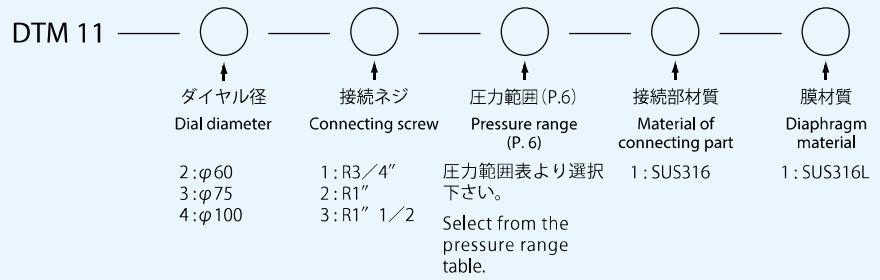 DTM 11
ダイヤル径
Dial diameter
2:φ60
3:φ75
4:φ100
接続ネジ
Connecting screw
1:R3／4″
2:R1″
3:R1″ 1／2
圧力範囲(P.6)
Pressure range
(P. 6)
圧力範囲表より選択
下さい。
Select from the
pressure range
table.
接続部材質
Material of
connecting part
1:SUS316
膜材質
Diaphragm
material
1:SUS316L